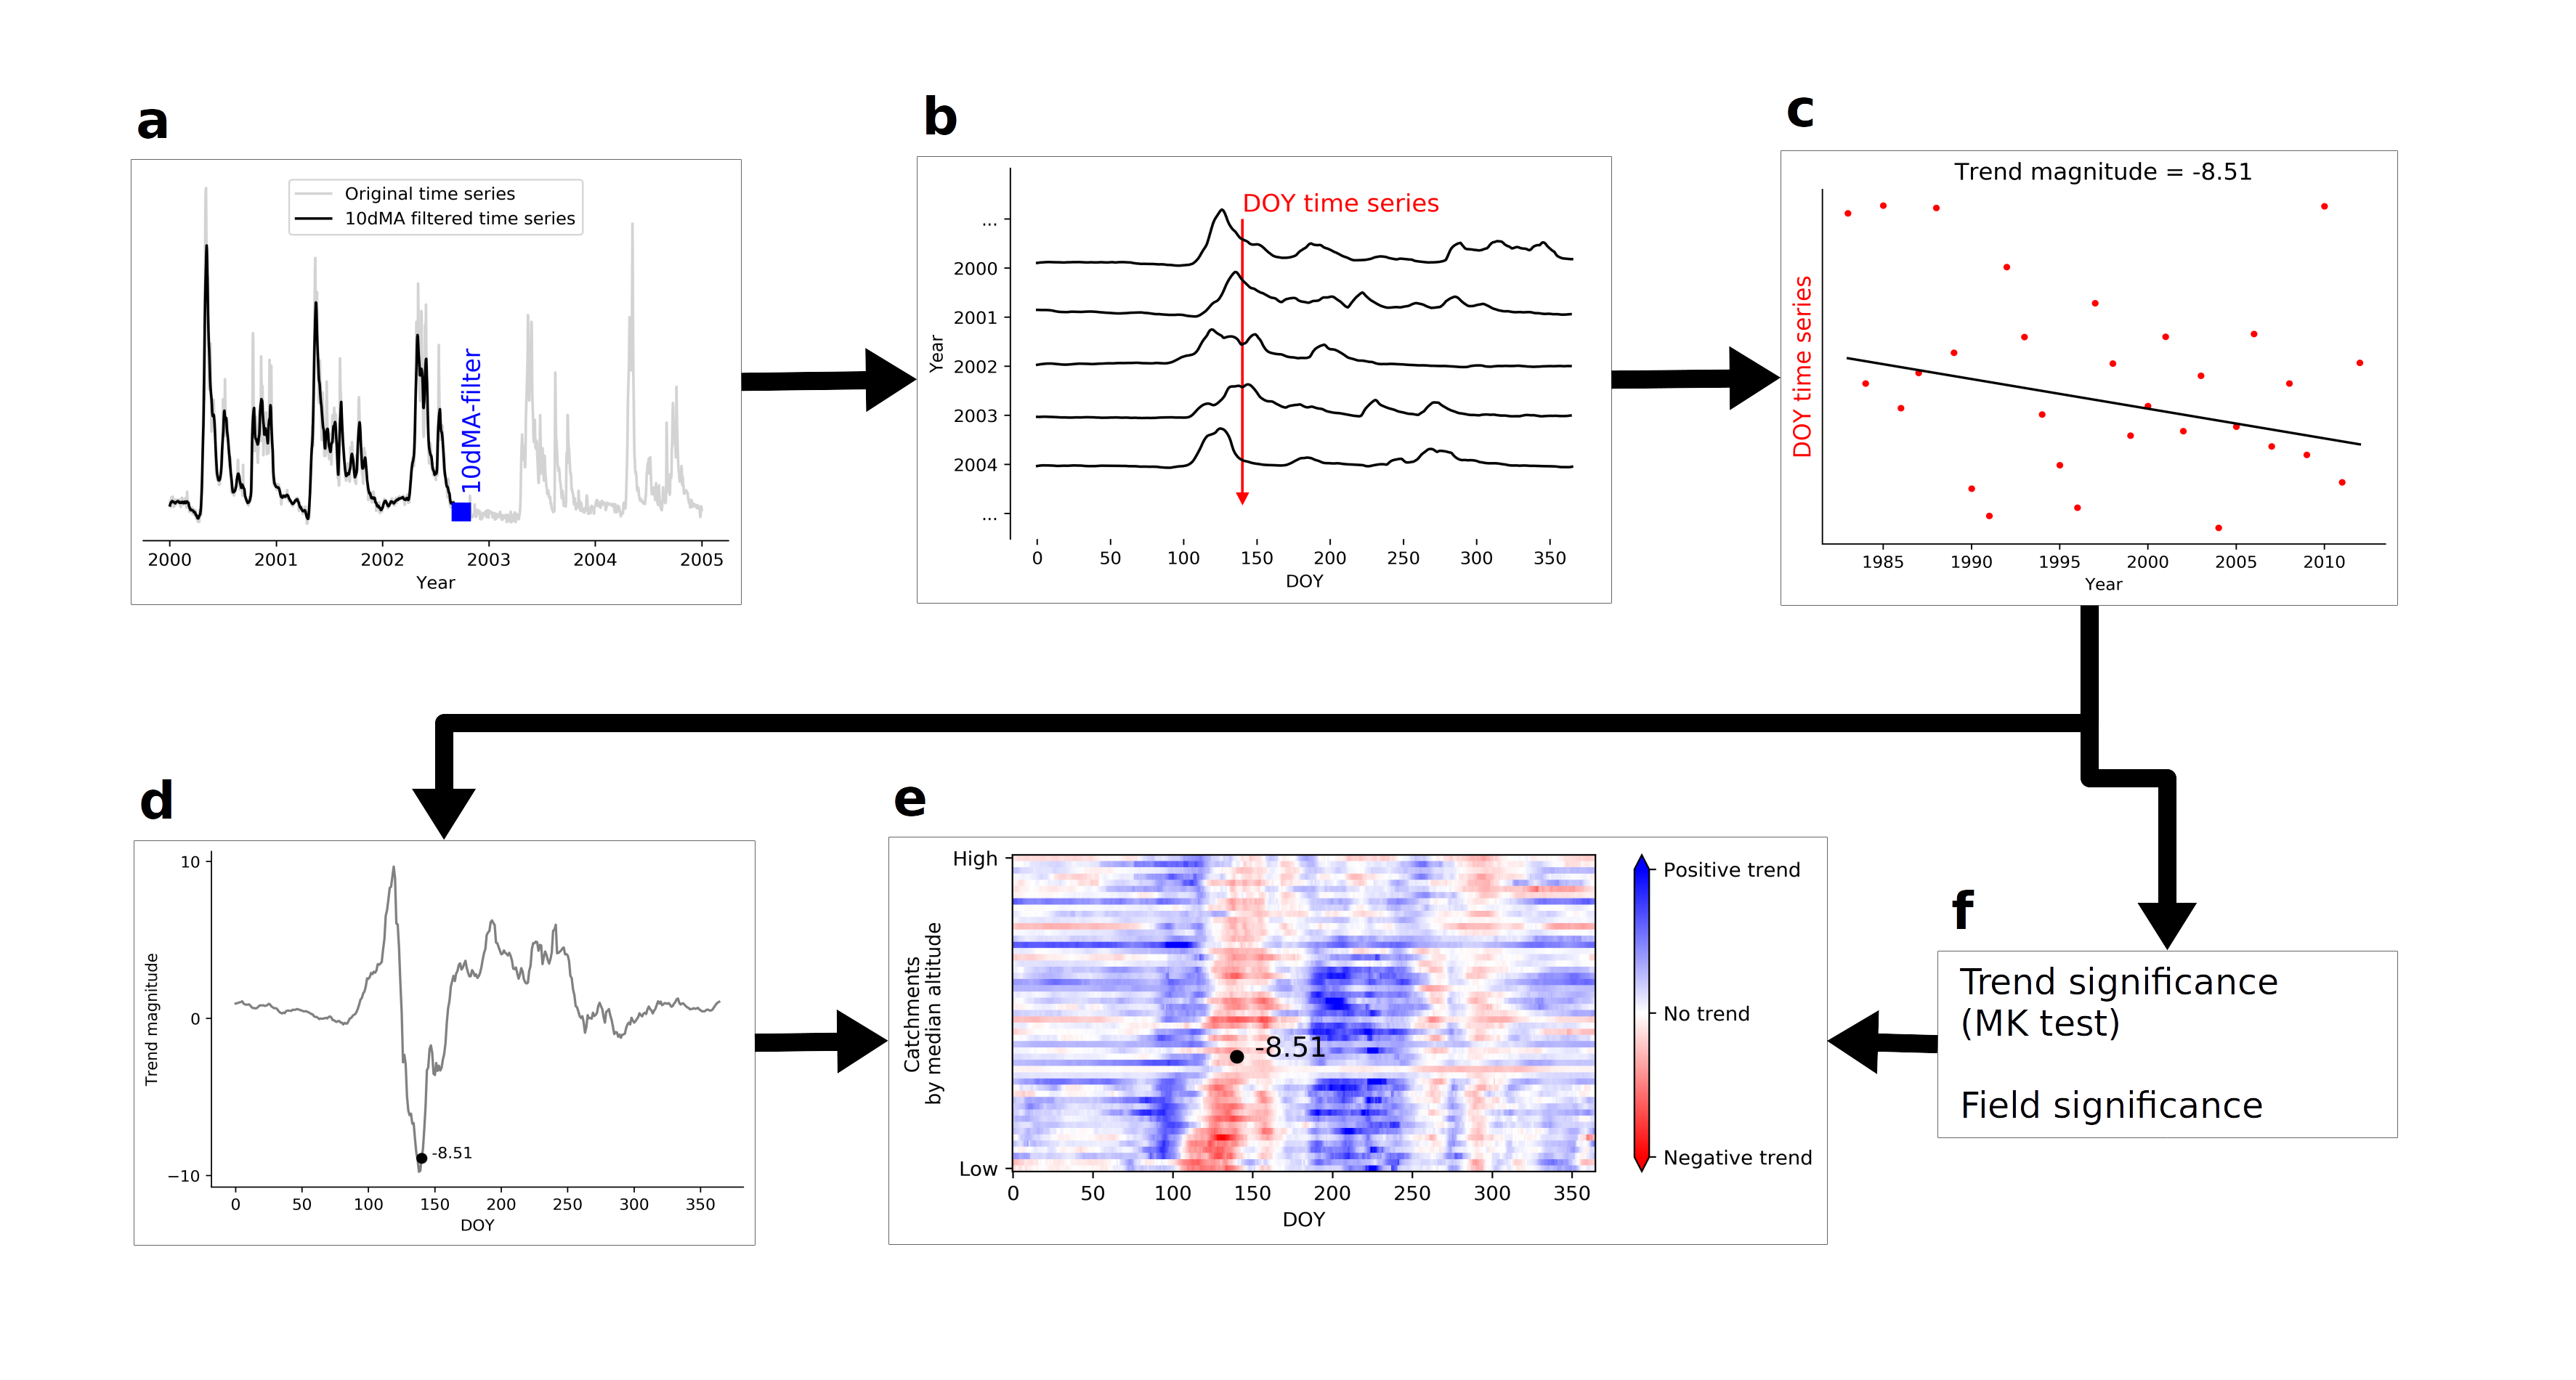 a
Original time series
10dMA filtered time series
10dMA-filter
2000 2001 2002 2003 2004 2005
Year
b
DOY time series
...
2000
2001
2002
2003
2004
...
Year
0 50 100 150 200 250 300 350
DOY
c
Trend magnitude = -8.51
DOY time series
1985 1990 1995 2000 2005 2010
Year
d
10
0
−10
Trend magnitude
-8.51
0 50 100 150 200 250 300 350
DOY
e
High
Low
Catchments
by median altitude
-8.51
0 50 100 150 200 250 300 350
DOY
Positive trend
No trend
Negative trend
f
Trend significance
(MK test)
Field significance